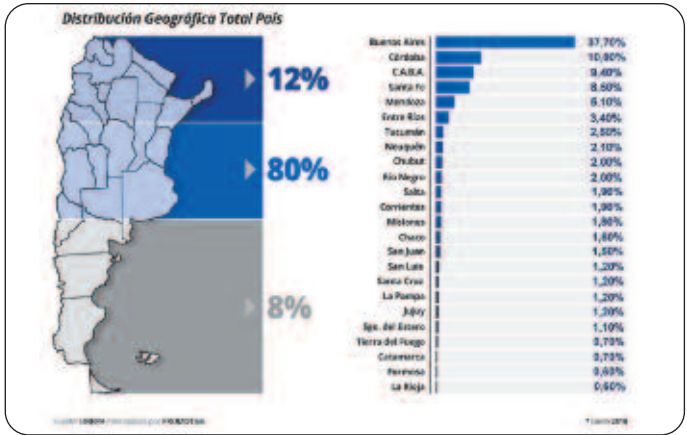 Distribución Geográfica Total País
12%
80%
8%
Buenos Aires 37,70%
Córdoba 10,90%
C.A.B.A. 9,40%
Santa Fe 8,60%
Mendoza 5,10%
Entre Ríos 3,40%
Tucumán 2,50%
Neuquén 2,10%
Chubut 2,00%
Río Negro 2,00%
Salta 1,90%
Corrientes 1,90%
Misiones 1,80%
Chaco 1,60%
San Juan 1,50%
San Luis 1,20%
Santa Cruz 1,20%
La Pampa 1,20%
Jujuy 1,20%
Sgo. del Estero 1,10%
Tierra del Fuego 0,70%
Catamarca 0,70%
Formosa 0,60%
La Rioja 0,60%